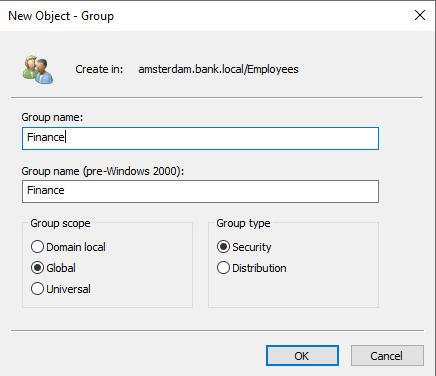 New Object - Group
Create in: amsterdam.bank.local/Employees
Group name:
Finance
Group name (pre-Windows 2000):
Finance
Group scope
Domain local
Global
Universal
Group type
Security
Distribution
OK Cancel